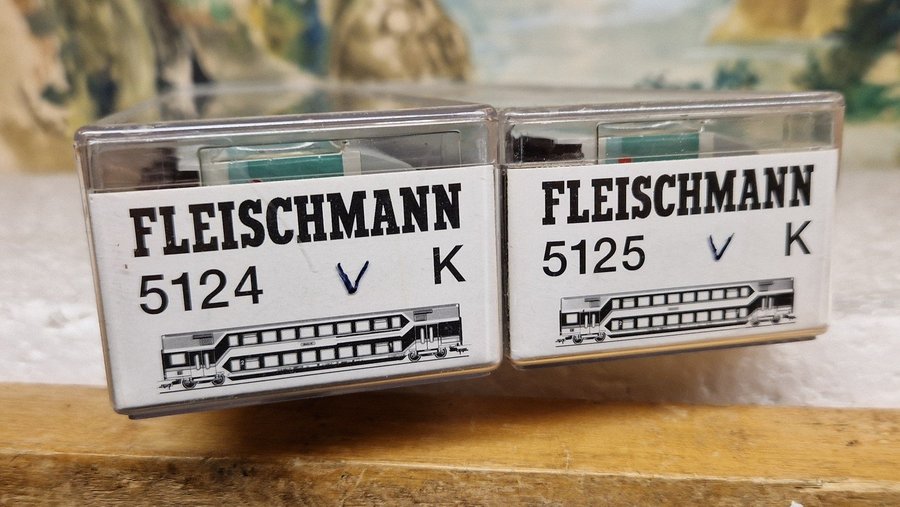 FLEISCHMANN
5124 V K
FLEISCHMANN
5125 V K